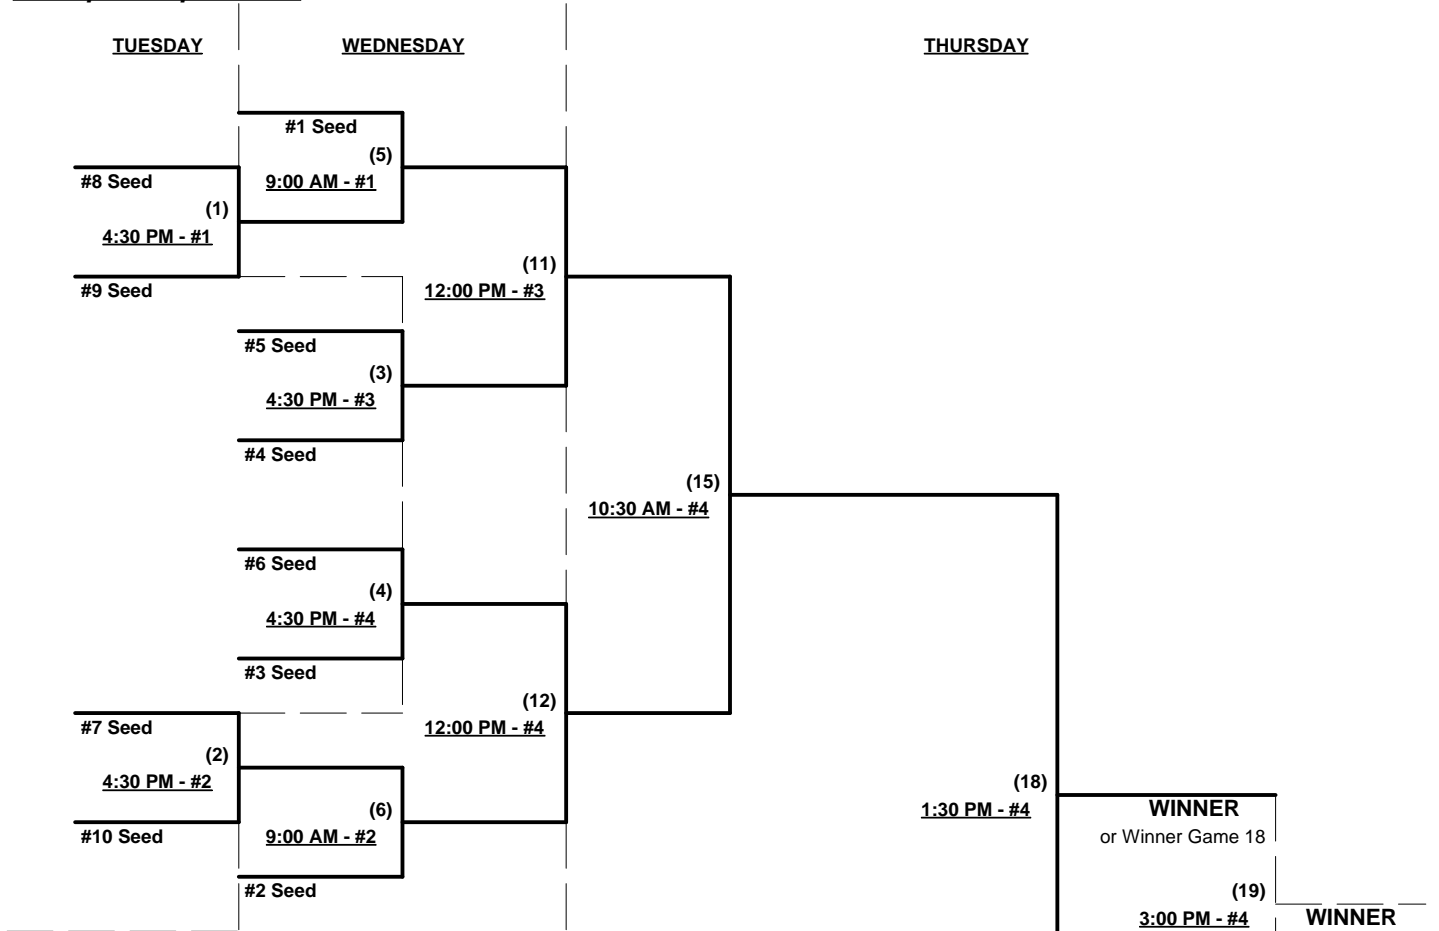 TUESDAY
WEDNESDAY
THURSDAY
#1 Seed
(5)
#8 Seed
9:00 AM - #1
(1)
4:30 PM - #1
(11)
#9 Seed
12:00 PM - #3
#5 Seed
(3)
4:30 PM - #3
#4 Seed
(15)
10:30 AM - #4
#6 Seed
(4)
4:30 PM - #4
#3 Seed
(12)
#7 Seed
12:00 PM - #4
(2)
4:30 PM - #2
(18)
(6)
1:30 PM - #4
WINNER
#10 Seed
9:00 AM - #2
or Winner Game 18
#2 Seed
(19)
3:00 PM - #4
WINNER